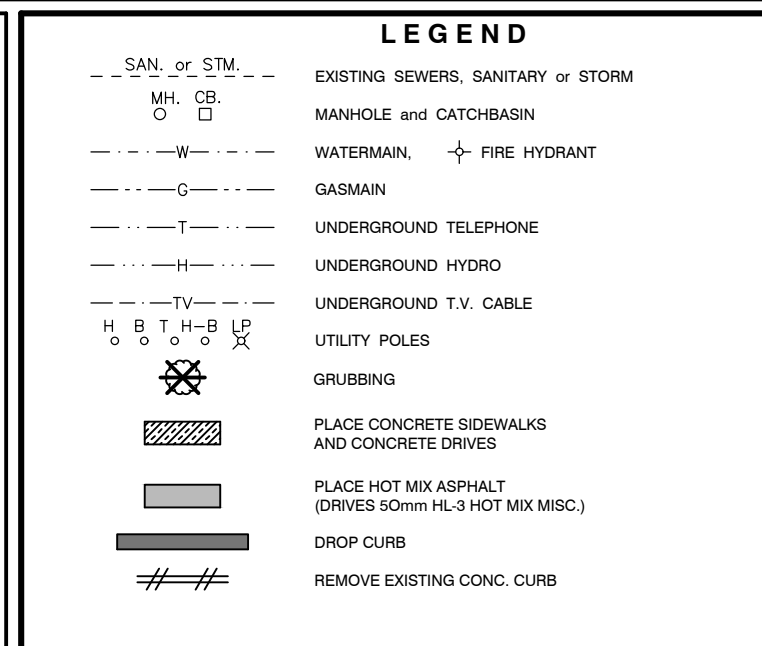 LEGEND
SAN. or STM.
EXISTING SEWERS, SANITARY or STORM
MH. CB.
MANHOLE and CATCHBASIN
W
WATERMAIN, FIRE HYDRANT
G
GASMAIN
T
UNDERGROUND TELEPHONE
H
UNDERGROUND HYDRO
TV
UNDERGROUND T.V. CABLE
H B T H-B LP
UTILITY POLES
GRUBBING
PLACE CONCRETE SIDEWALKS
AND CONCRETE DRIVES
PLACE HOT MIX ASPHALT
(DRIVES 50mm HL-3 HOT MIX MISC.)
DROP CURB
REMOVE EXISTING CONC. CURB